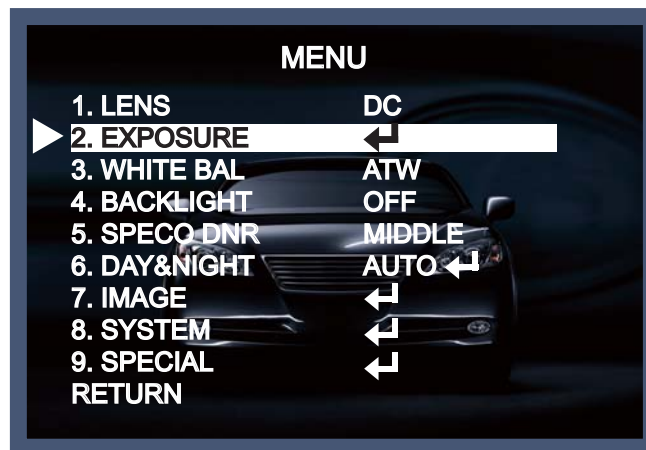 MENU
1. LENS DC
2. EXPOSURE ↵
3. WHITE BAL ATW
4. BACKLIGHT OFF
5. SPECO DNR MIDDLE
6. DAY&NIGHT AUTO ↵
7. IMAGE ↵
8. SYSTEM ↵
9. SPECIAL ↵
RETURN